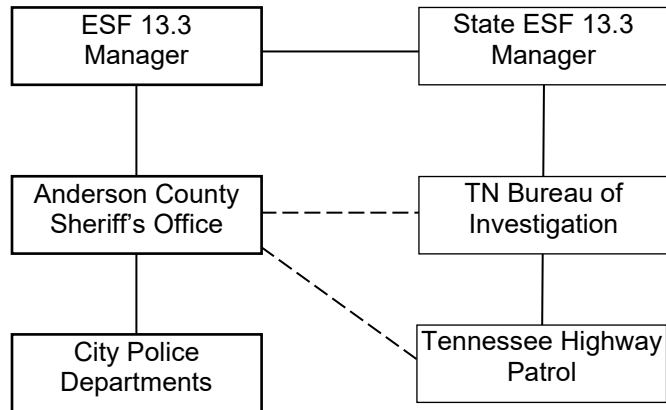 ESF 13.3
Manager
State ESF 13.3
Manager
Anderson County
Sheriff’s Office
TN Bureau of
Investigation
City Police
Departments
Tennessee Highway
Patrol